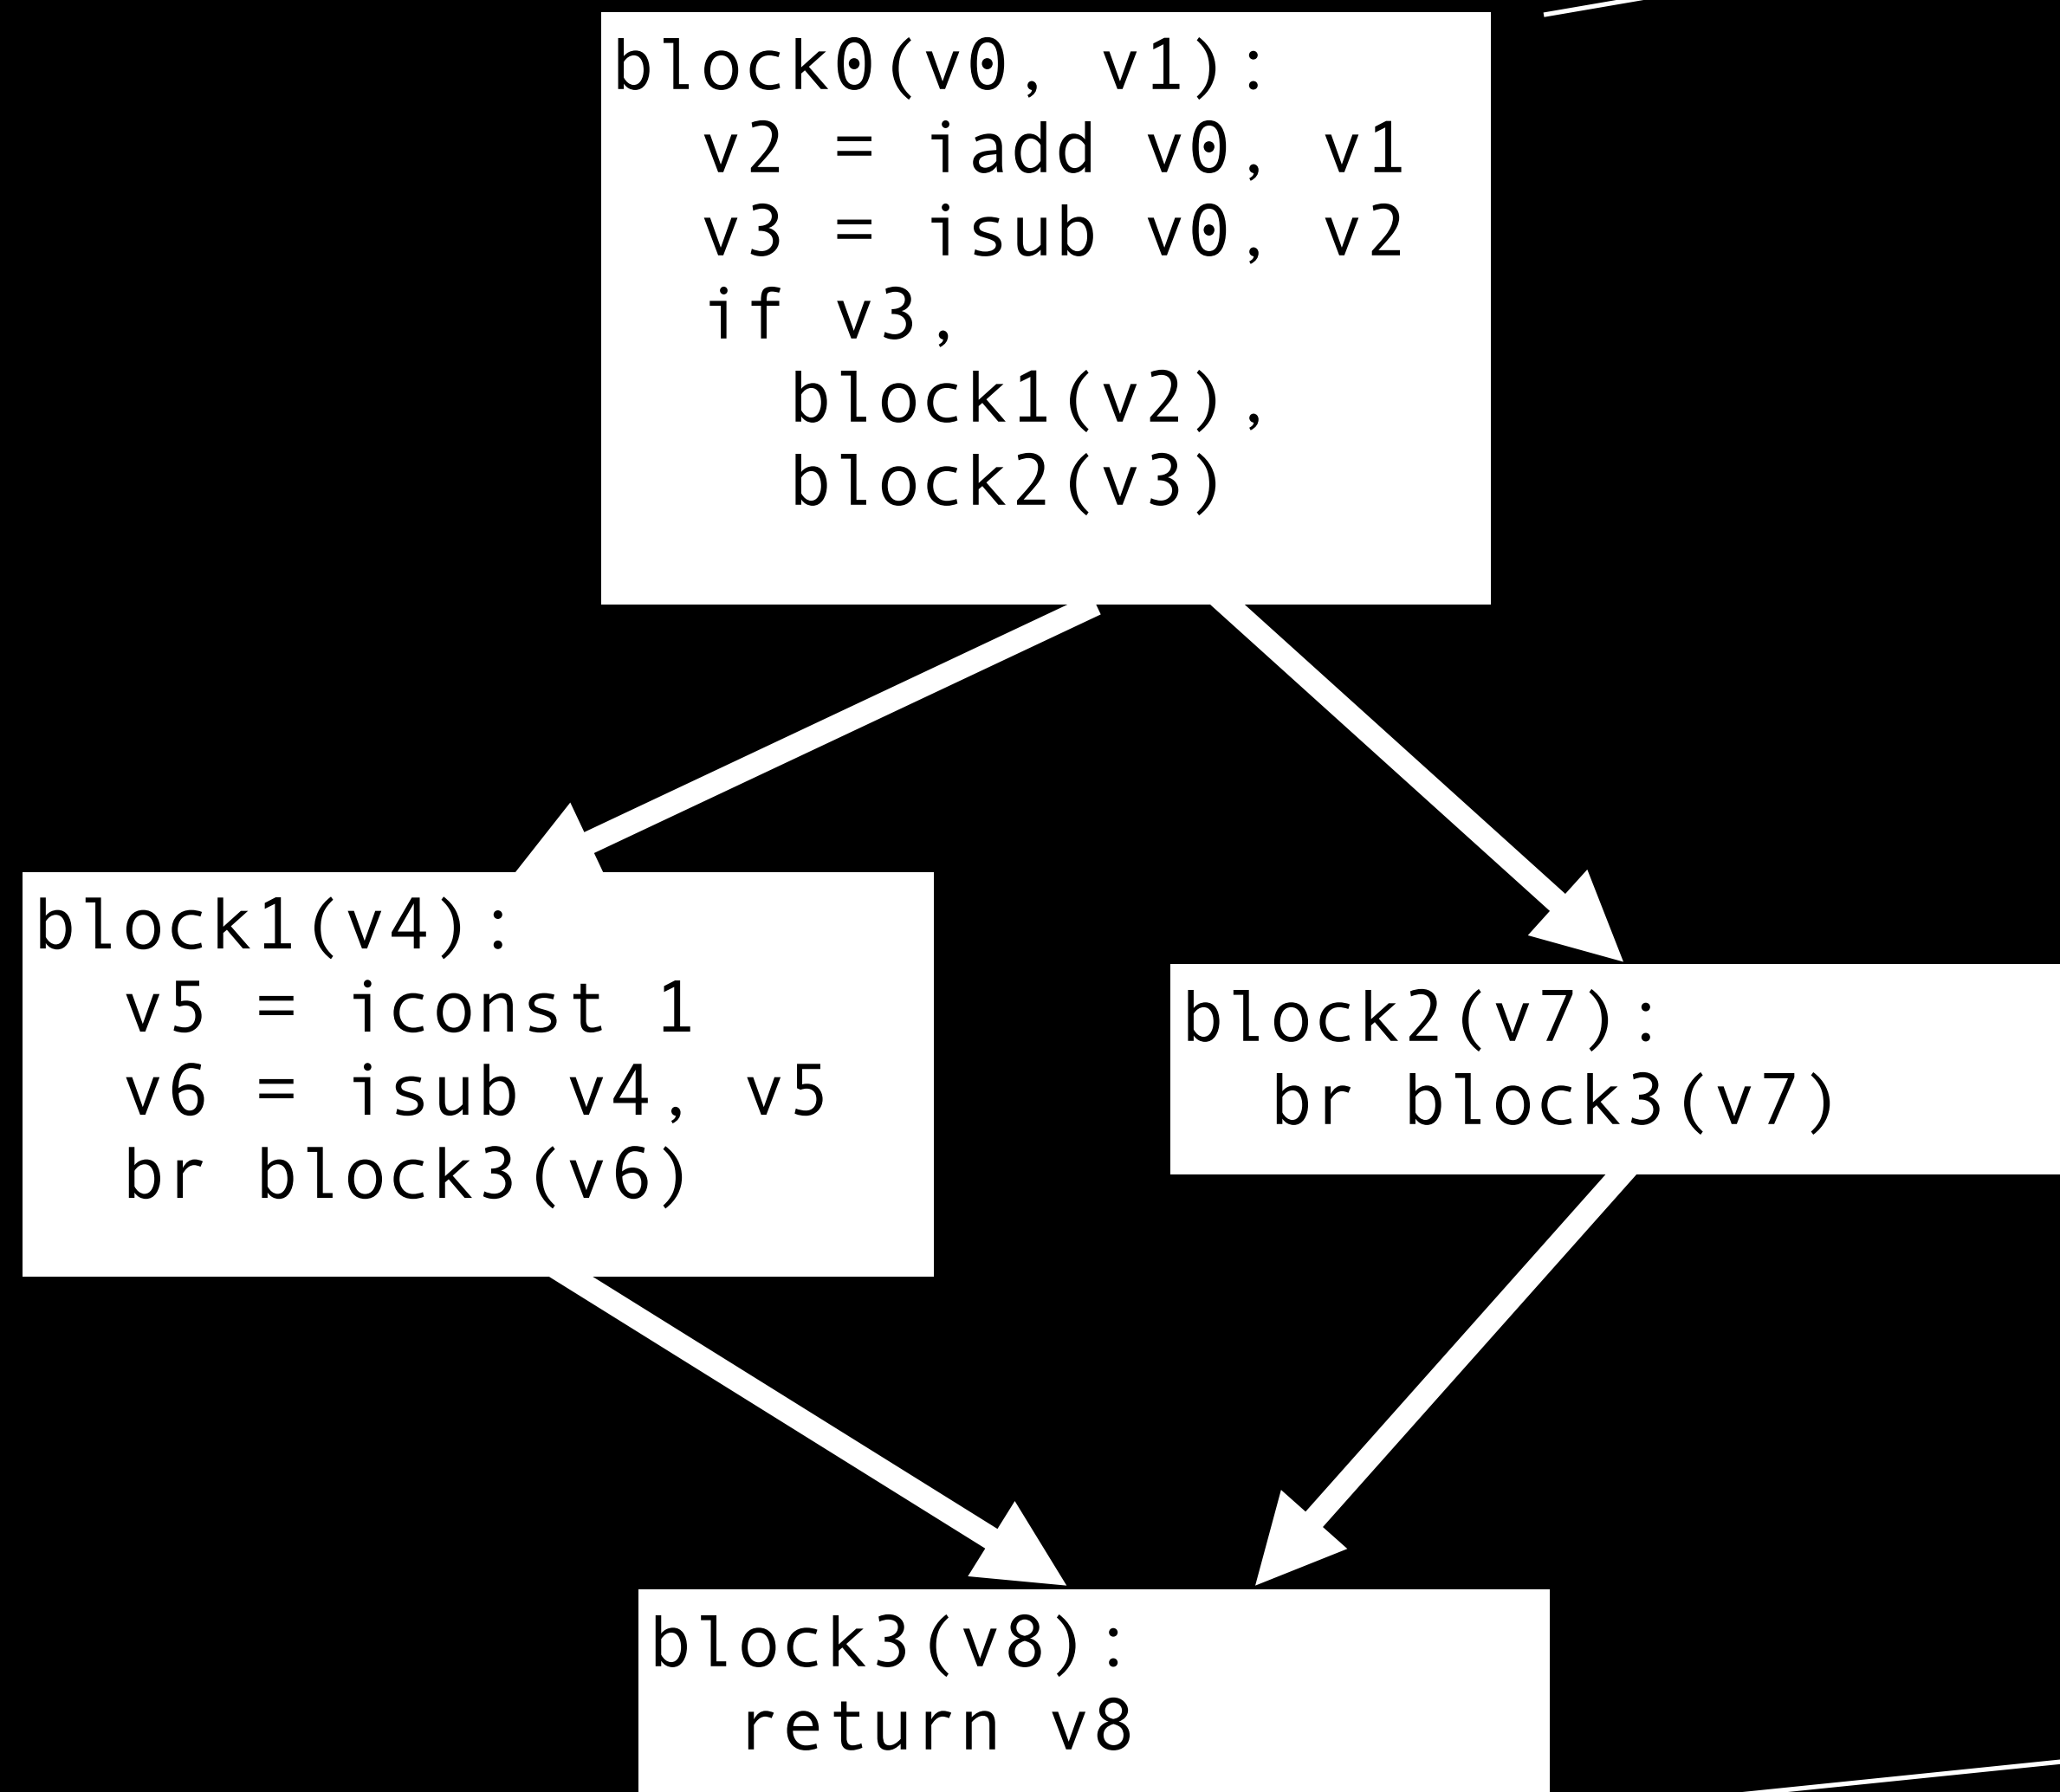 block0(v0, v1):
  v2 = iadd v0, v1
  v3 = isub v0, v2
  if v3,
    block1(v2),
    block2(v3)
block1(v4):
  v5 = iconst 1
  v6 = isub v4, v5
  br block3(v6)
block2(v7):
  br block3(v7)
block3(v8):
  return v8